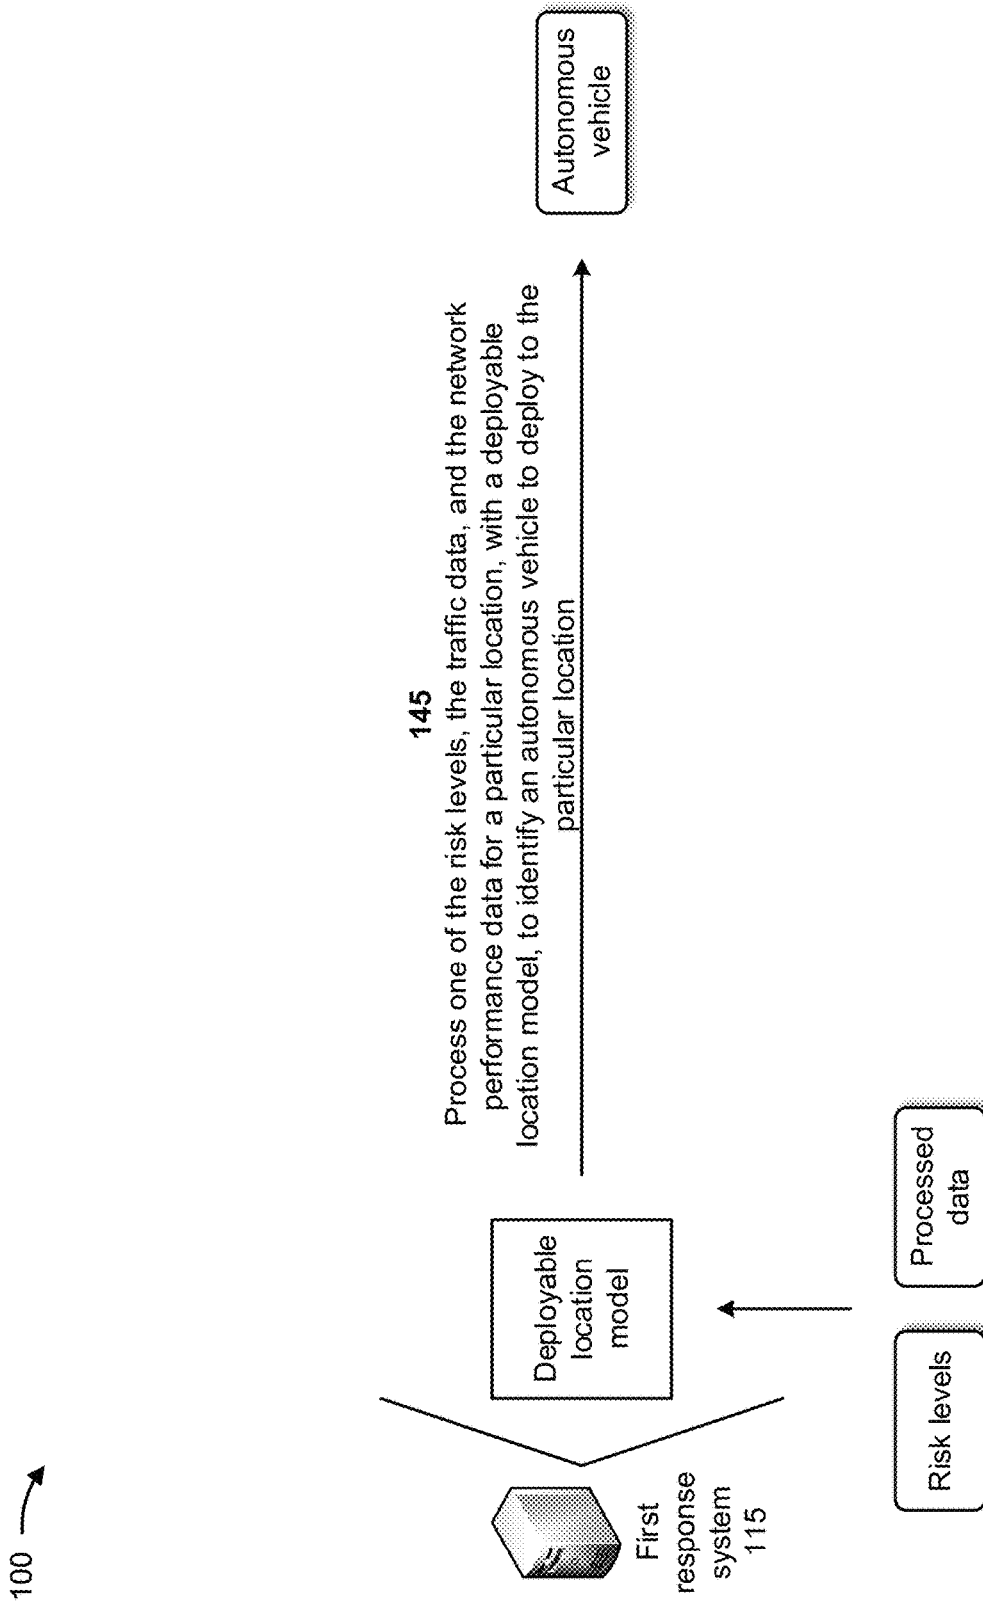 100
145
Process one of the risk levels, the traffic data, and the network
performance data for a particular location, with a deployable
location model, to identify an autonomous vehicle to deploy to the
particular location
First
response
system
115
Deployable
location
model
Autonomous
vehicle
Risk levels
Processed
data